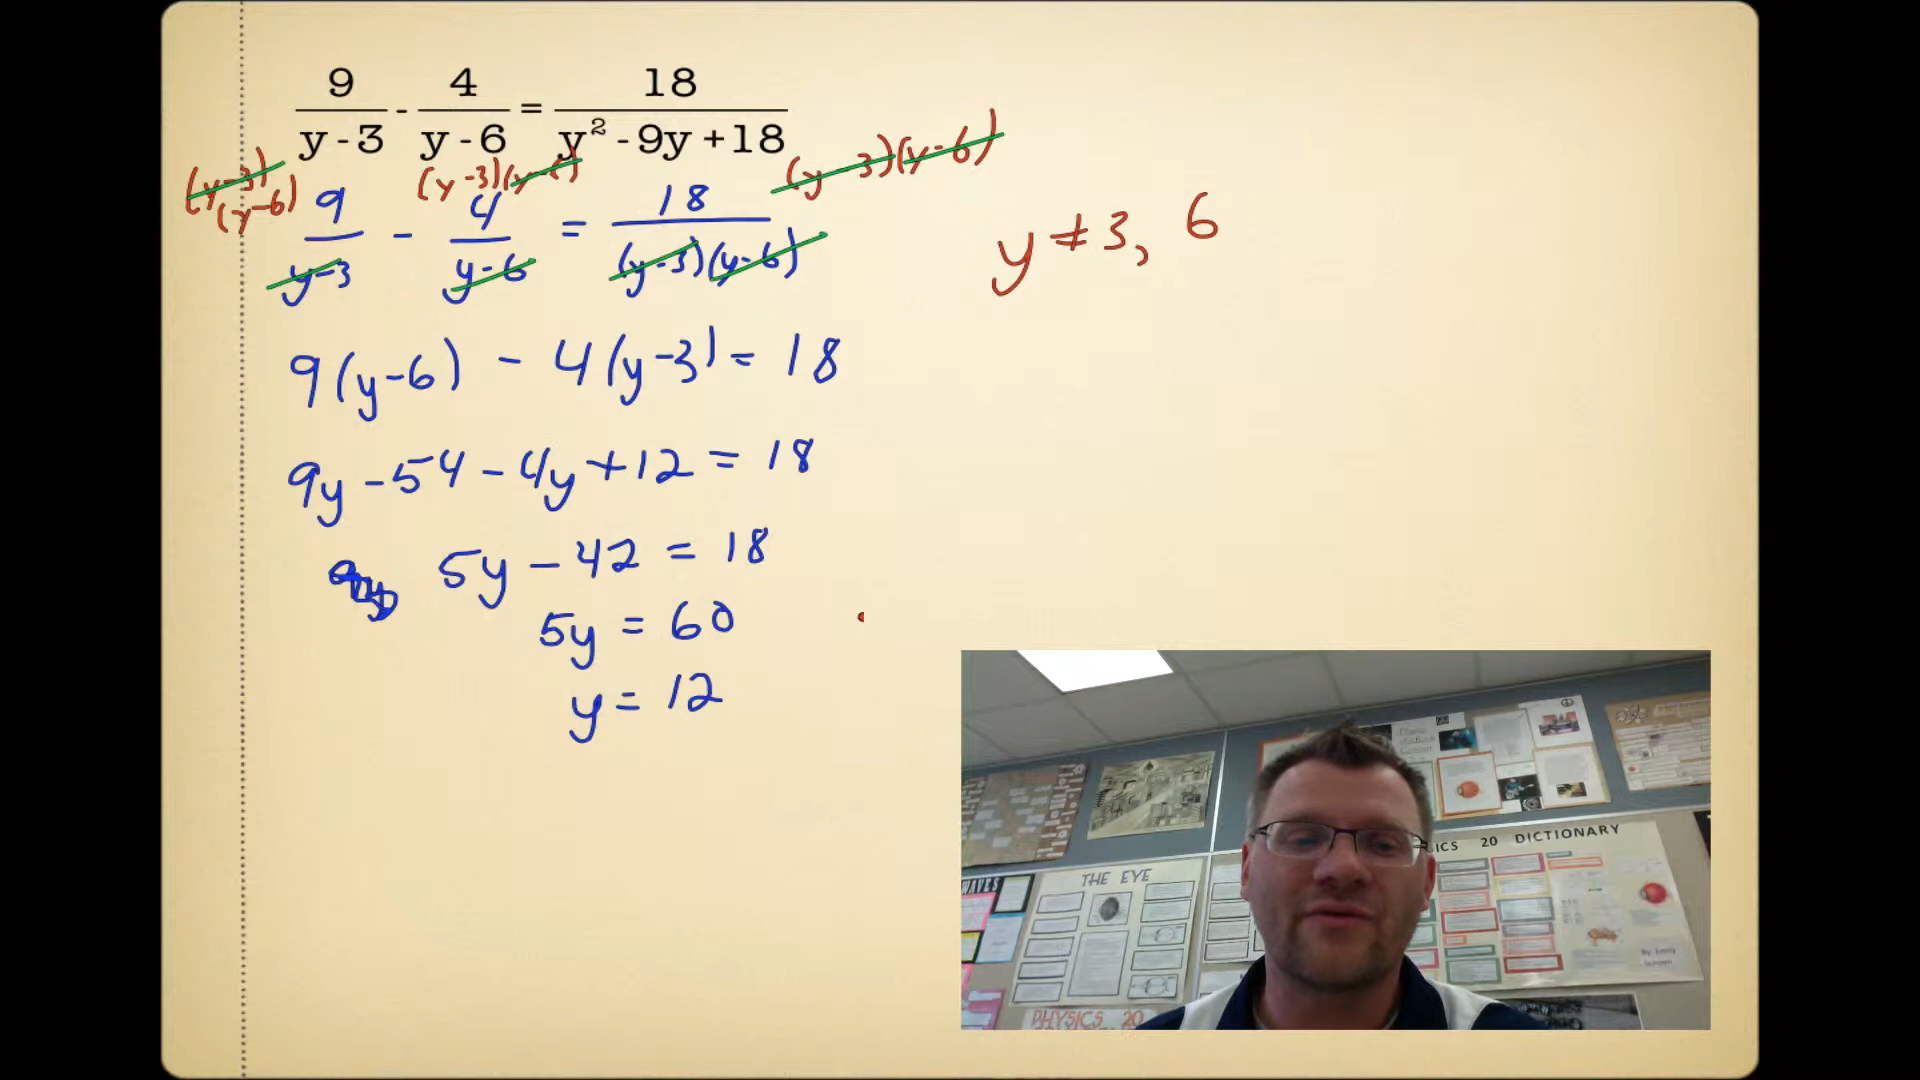 9/(y-3) - 4/(y-6) = 18/(y² -9y +18)
(y-3)(y-6) 9/(y-3) - (y-3)(y-6) 4/(y-6) = 18/((y-3)(y-6)) (y-3)(y-6)
y ≠ 3, 6
9(y-6) - 4(y-3) = 18
9y - 54 - 4y + 12 = 18
5y - 42 = 18
5y = 60
y = 12
20 DICTIONARY
THE EYE
WAVES
PHYSICS 20